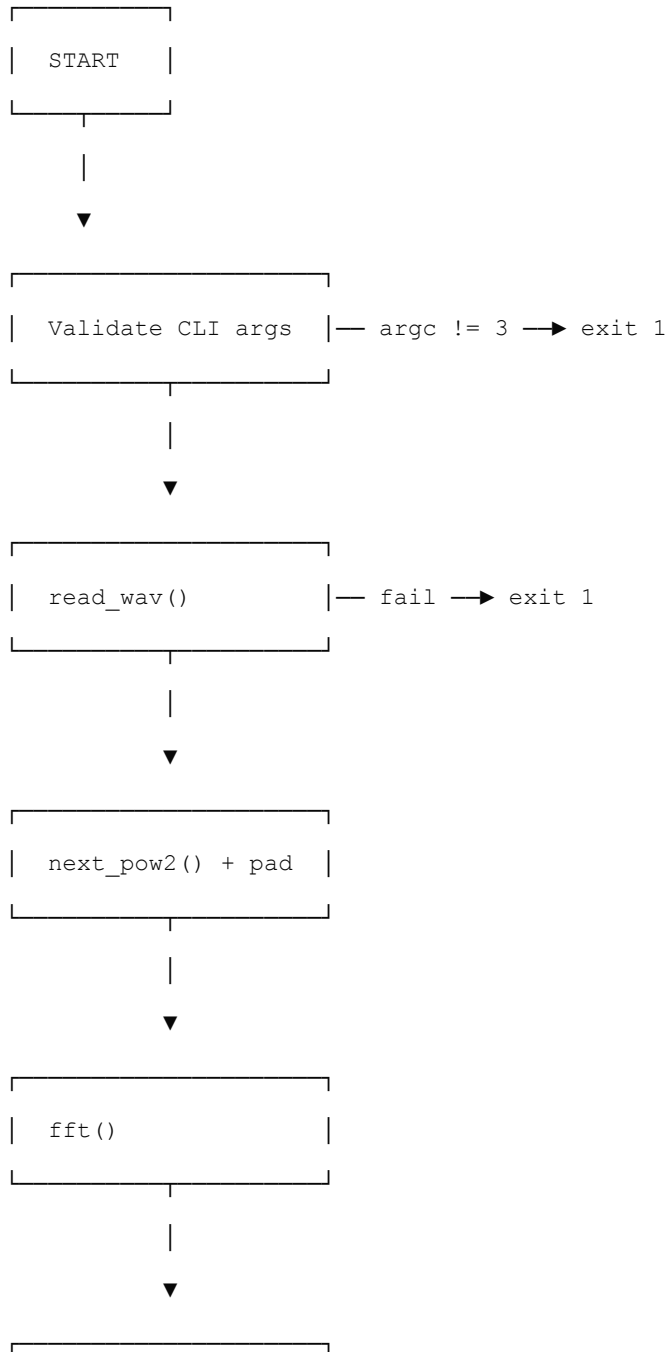 START
Validate CLI args — argc != 3 —► exit 1
read_wav() — fail —► exit 1
next_pow2() + pad
fft()